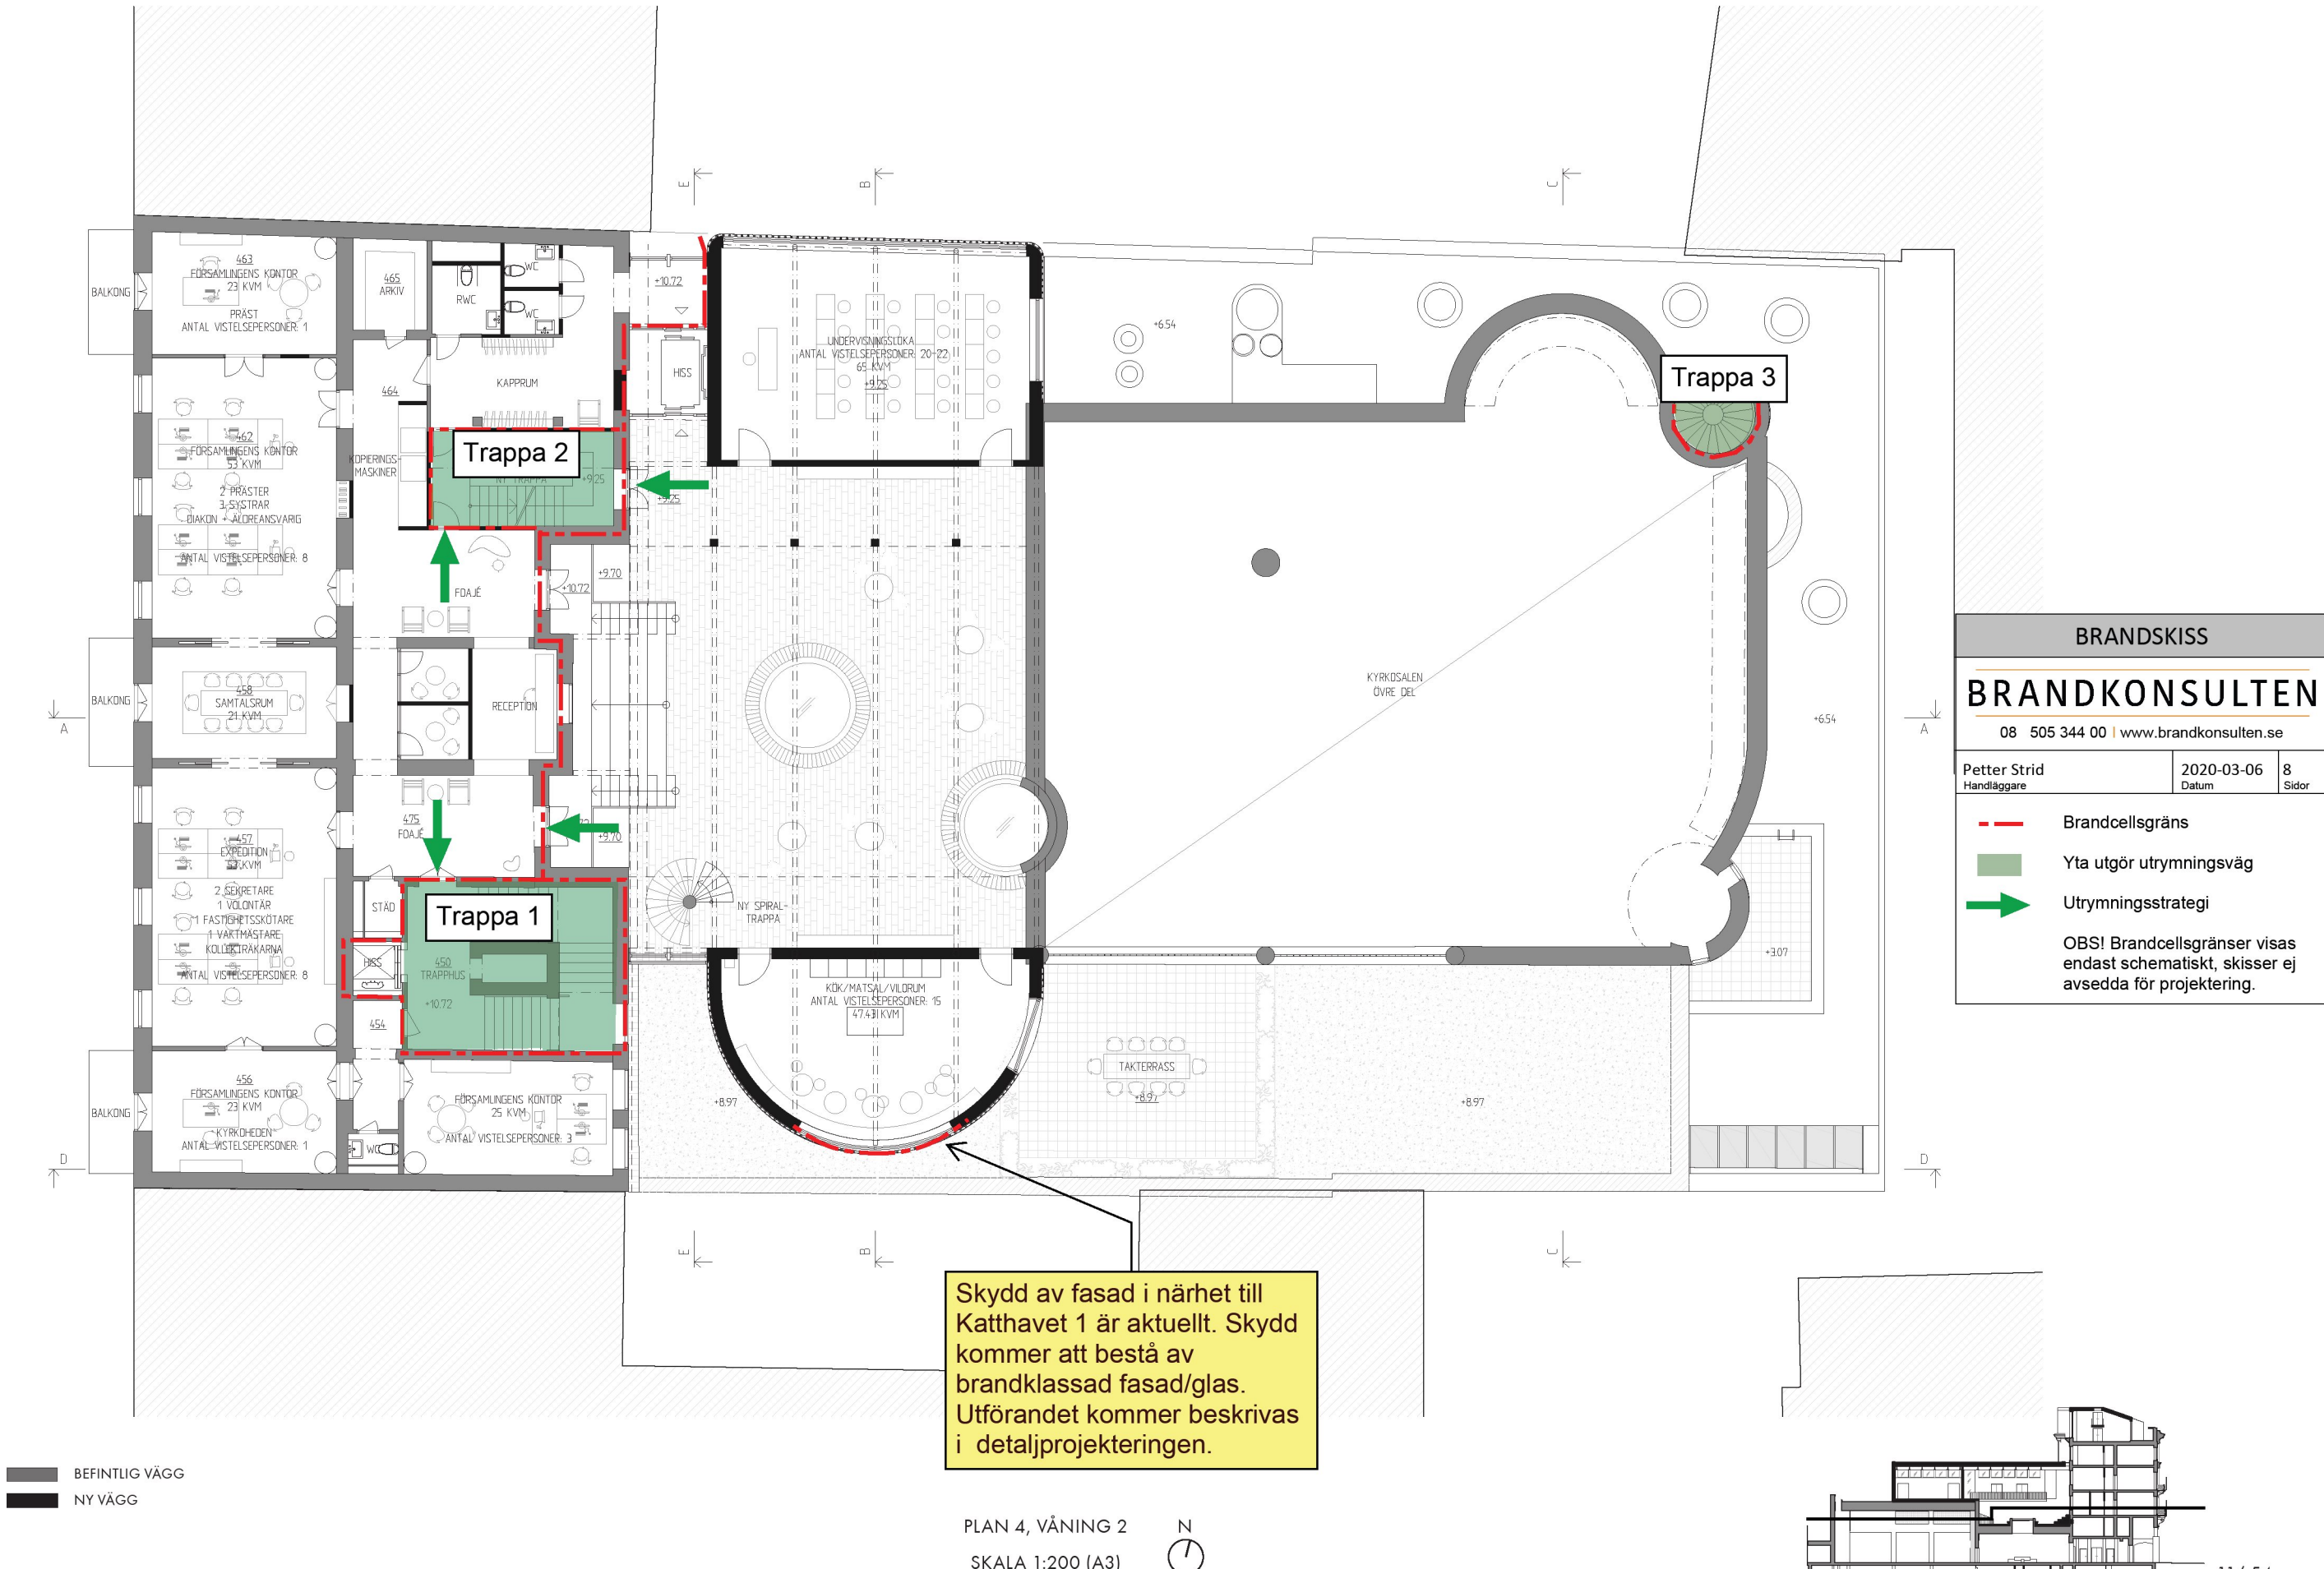 E
B
C
463
FÖRSAMLINGENS KONTOR
23 KVM
PRÄST
ANTAL VISTELSEPERSONER: 1
BALKONG
465
ARKIV
RWC
WC
WC
+10.72
HISS
KAPPRUM
464
UNDERVISNINGSLOKA
ANTAL VISTELSEPERSONER: 20-22
65 KVM
+9.25
+6.54
Trappa 3
462
FÖRSAMLINGENS KONTOR
53 KVM
2 PRÄSTER
3 SYSTRAR
DIAKON + ÄLDREANSVARIG
ANTAL VISTELSEPERSONER: 8
KOPIERINGS-
MASKINER
Trappa 2
NY TRAPPA
+9.25
+9.25
FOAJÉ
+10.72
+9.70
BALKONG
458
SAMTALSRUM
21 KVM
RECEPTION
KYRKOSALEN
ÖVRE DEL
+6.54
A
A
457
EXPEDITION
53 KVM
2 SEKRETARE
1 VOLONTÄR
1 FASTIGHETSSKÖTARE
1 VAKTMÄSTARE
KOLLEKTRÄKARNA
ANTAL VISTELSEPERSONER: 8
475
FOAJÉ
+9.70
STÄD
Trappa 1
HISS
450
TRAPPHUS
+10.72
454
NY SPIRAL-
TRAPPA
KÖK/MATSAL/VILORUM
ANTAL VISTELSEPERSONER: 15
47.43 KVM
+3.07
BALKONG
456
FÖRSAMLINGENS KONTOR
23 KVM
KYRKOHEDEN
ANTAL VISTELSEPERSONER: 1
WC
FÖRSAMLINGENS KONTOR
25 KVM
ANTAL VISTELSEPERSONER: 3
+8.97
TAKTERRASS
+8.97
+8.97
D
D
E
B
C
Skydd av fasad i närhet till
Katthavet 1 är aktuellt. Skydd
kommer att bestå av
brandklassad fasad/glas.
Utförandet kommer beskrivas
i detaljprojekteringen.
BRANDSKISS
BRANDKONSULTEN
08 505 344 00 | www.brandkonsulten.se
Petter Strid
Handläggare
2020-03-06
Datum
8
Sidor
Brandcellsgräns
Yta utgör utrymningsväg
Utrymningsstrategi
OBS! Brandcellsgränser visas
endast schematiskt, skisser ej
avsedda för projektering.
BEFINTLIG VÄGG
NY VÄGG
PLAN 4, VÅNING 2
SKALA 1:200 (A3)
N